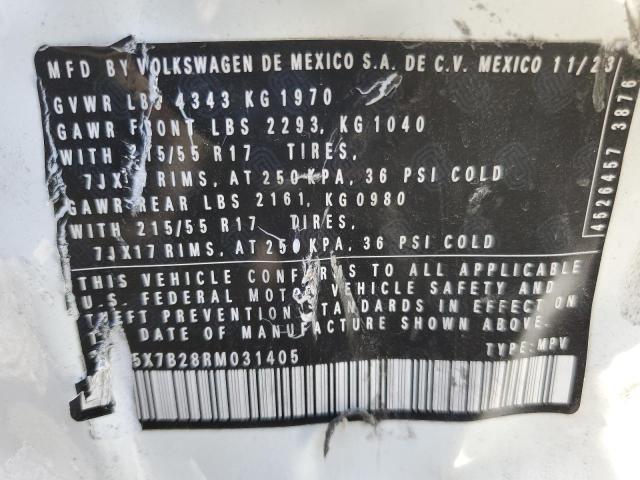 MFD BY VOLKSWAGEN DE MEXICO S.A. DE C.V. MEXICO 11/23
GVWR LBS 4343 KG 1970
GAWR FRONT LBS 2293, KG 1040
WITH 215/55 R17 TIRES,
7JX17 RIMS, AT 250 KPA, 36 PSI COLD
GAWR REAR LBS 2161, KG 0980
WITH 215/55 R17 TIRES,
7JX17 RIMS, AT 250 KPA, 36 PSI COLD
THIS VEHICLE CONFORMS TO ALL APPLICABLE
U.S. FEDERAL MOTOR VEHICLE SAFETY AND
THEFT PREVENTION STANDARDS IN EFFECT ON
THE DATE OF MANUFACTURE SHOWN ABOVE.
5X7B28RM031405 TYPE-MPV
4526457 3876